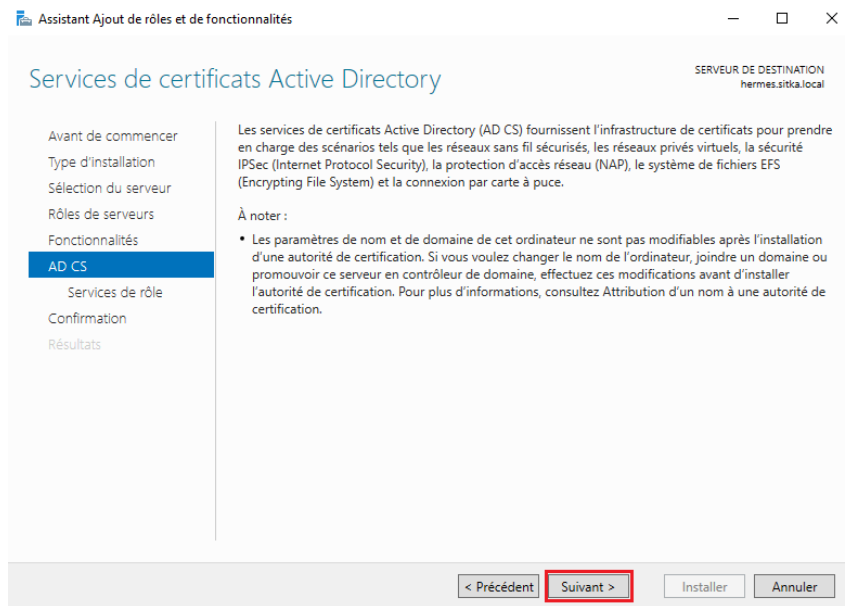 Assistant Ajout de rôles et de fonctionnalités
Services de certificats Active Directory
SERVEUR DE DESTINATION
hermes.sitka.local
Avant de commencer
Type d'installation
Sélection du serveur
Rôles de serveurs
Fonctionnalités
AD CS
Services de rôle
Confirmation
Résultats
Les services de certificats Active Directory (AD CS) fournissent l'infrastructure de certificats pour prendre
en charge des scénarios tels que les réseaux sans fil sécurisés, les réseaux privés virtuels, la sécurité
IPSec (Internet Protocol Security), la protection d'accès réseau (NAP), le système de fichiers EFS
(Encrypting File System) et la connexion par carte à puce.
À noter :
• Les paramètres de nom et de domaine de cet ordinateur ne sont pas modifiables après l'installation
d'une autorité de certification. Si vous voulez changer le nom de l'ordinateur, joindre un domaine ou
promouvoir ce serveur en contrôleur de domaine, effectuez ces modifications avant d'installer
l'autorité de certification. Pour plus d'informations, consultez Attribution d'un nom à une autorité de
certification.
< Précédent
Suivant >
Installer
Annuler